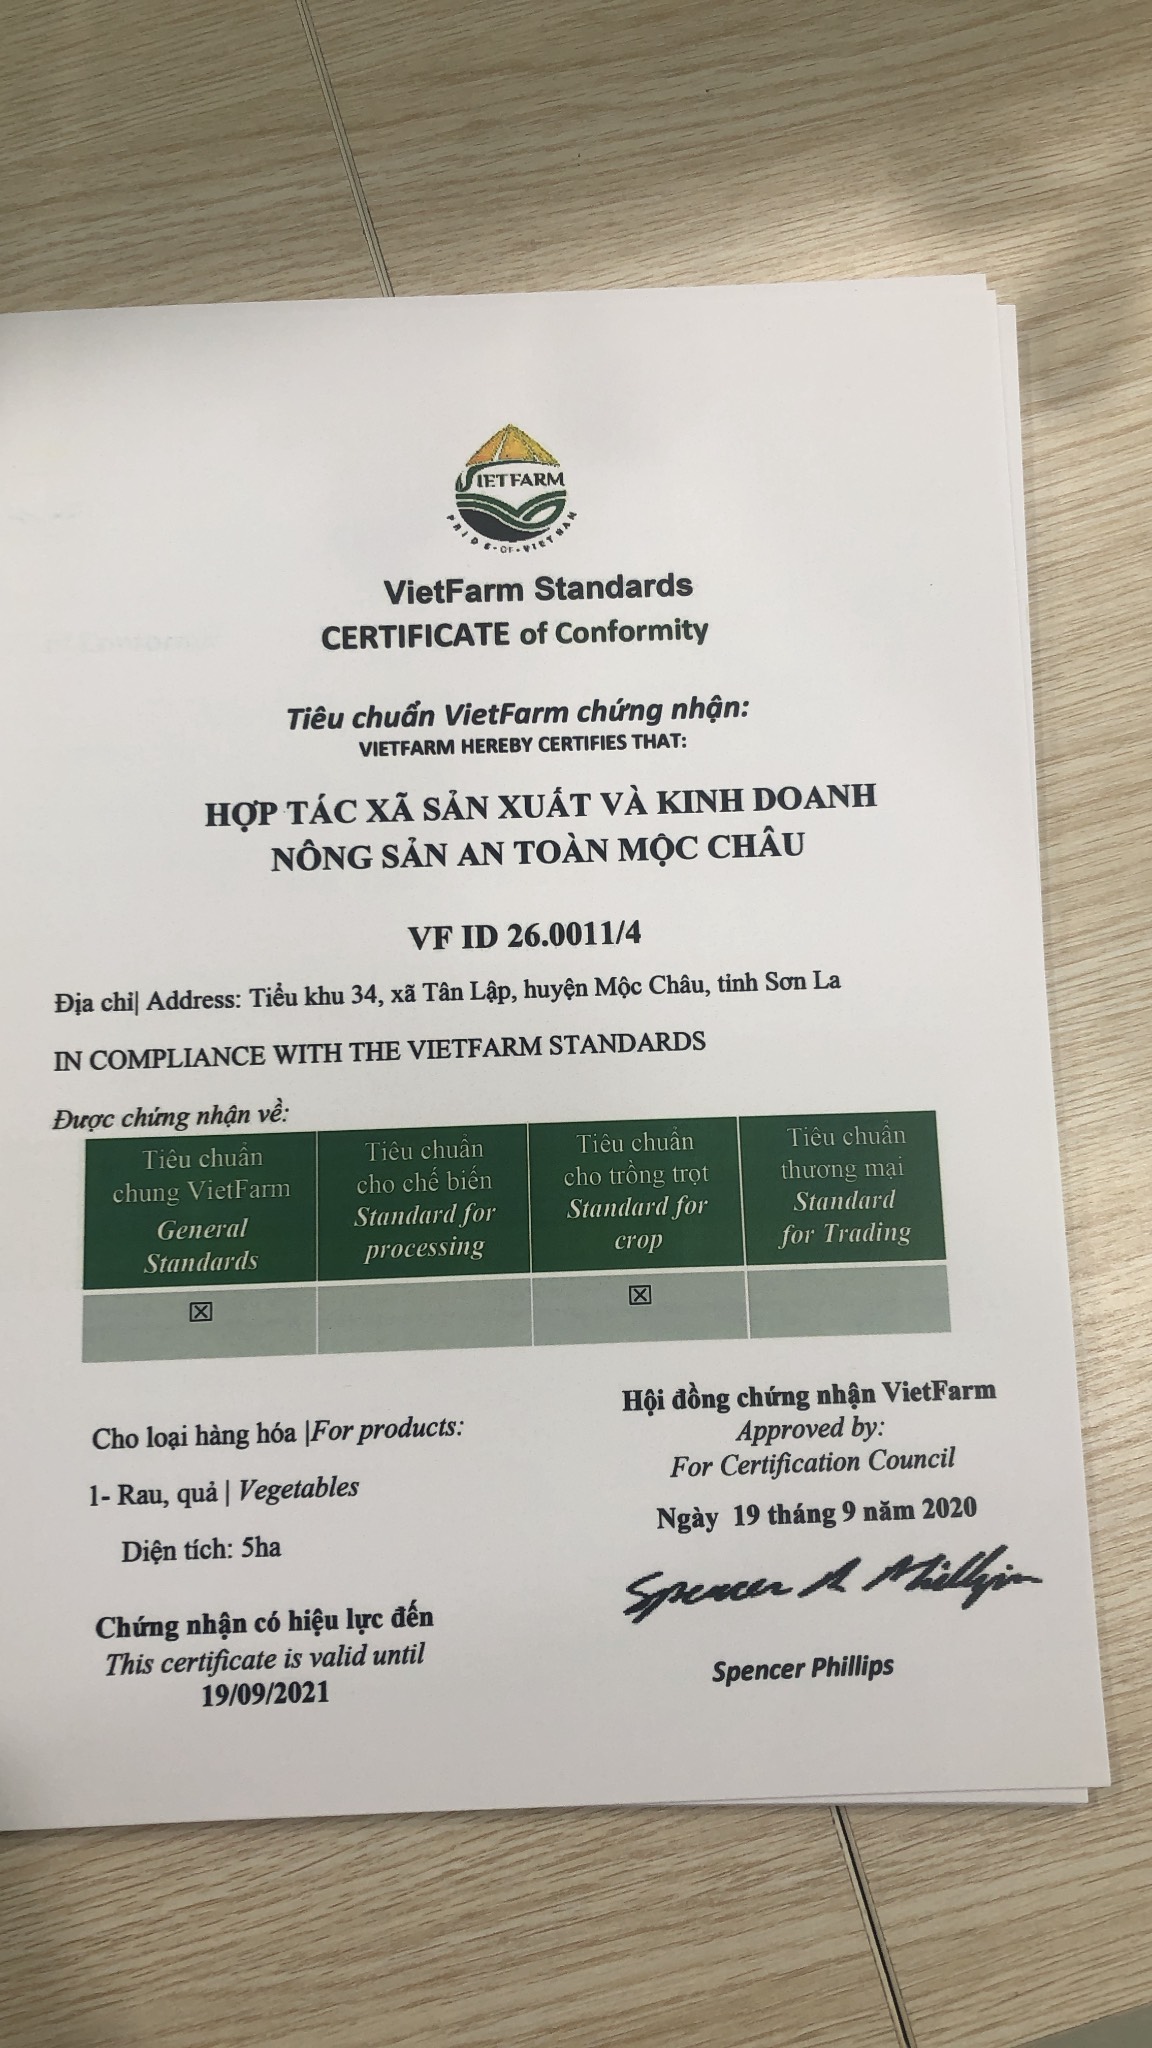 VIETFARM
PRIDE-OF-VIETNAM
VietFarm Standards
CERTIFICATE of Conformity
Tiêu chuẩn VietFarm chứng nhận:
VIETFARM HEREBY CERTIFIES THAT:
HỢP TÁC XÃ SẢN XUẤT VÀ KINH DOANH
NÔNG SẢN AN TOÀN MỘC CHÂU
VF ID 26.0011/4
Địa chỉ| Address: Tiểu khu 34, xã Tân Lập, huyện Mộc Châu, tỉnh Sơn La
IN COMPLIANCE WITH THE VIETFARM STANDARDS
Được chứng nhận về:
Tiêu chuẩn
chung VietFarm
General
Standards
Tiêu chuẩn
cho chế biến
Standard for
processing
Tiêu chuẩn
cho trồng trọt
Standard for
crop
Tiêu chuẩn
thương mại
Standard
for Trading
☒
☒
Cho loại hàng hóa |For products:
1- Rau, quả | Vegetables
Diện tích: 5ha
Chứng nhận có hiệu lực đến
This certificate is valid until
19/09/2021
Hội đồng chứng nhận VietFarm
Approved by:
For Certification Council
Ngày 19 tháng 9 năm 2020
Spencer A Phillips
Spencer Phillips